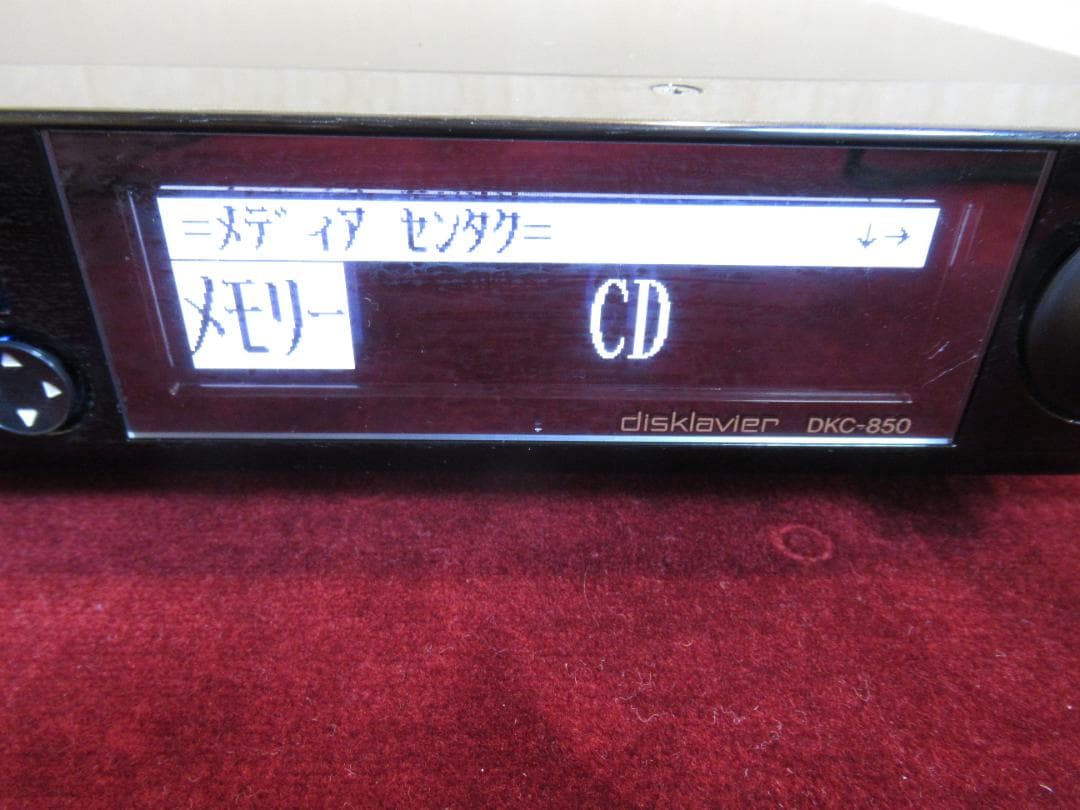 =メディア センタク= ↓→
メモリー CD
disklavier DKC-850